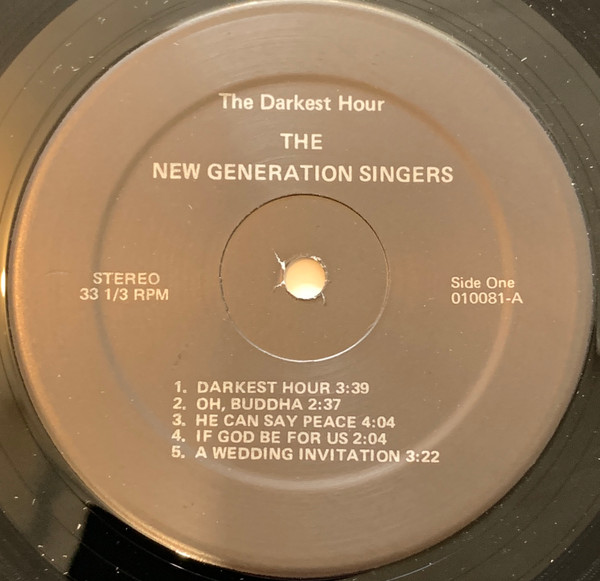 The Darkest Hour
THE
NEW GENERATION SINGERS
STEREO
33 1/3 RPM
Side One
010081-A
1. DARKEST HOUR 3:39
2. OH, BUDDHA 2:37
3. HE CAN SAY PEACE 4:04
4. IF GOD BE FOR US 2:04
5. A WEDDING INVITATION 3:22